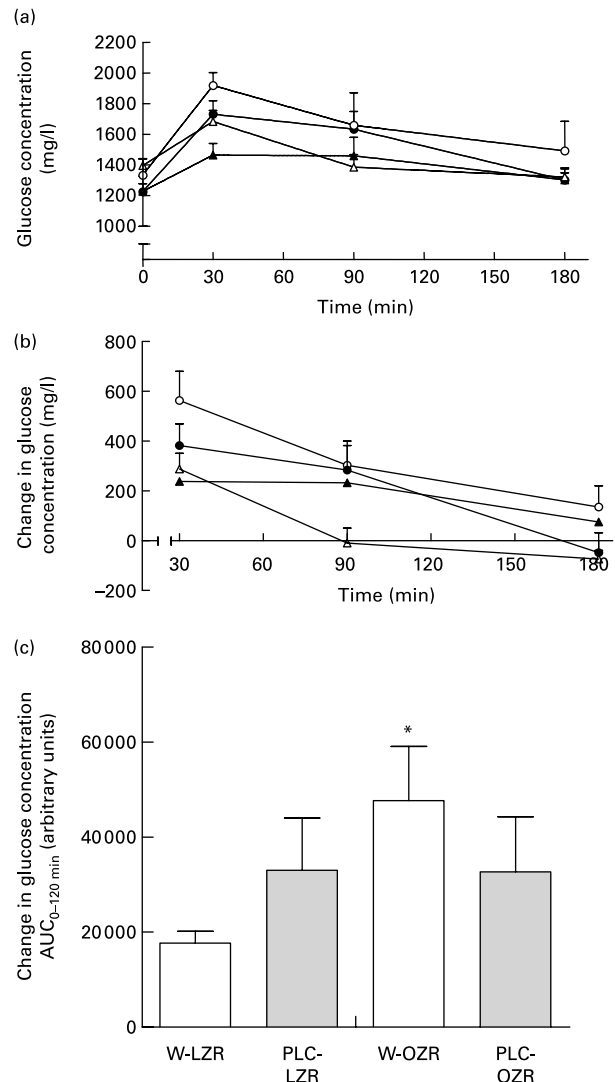 (a)
Glucose concentration
(mg/l)
2200
2000
1800
1600
1400
1200
1000
0
30
60
90
120
150
180
Time (min)
(b)
Change in glucose
concentration (mg/l)
800
600
400
200
0
−200
30
60
90
120
150
180
Time (min)
(c)
Change in glucose concentration
AUC0–120 min (arbitrary units)
80 000
60 000
40 000
20 000
0
*
W-LZR
PLC-
LZR
W-OZR
PLC-
OZR